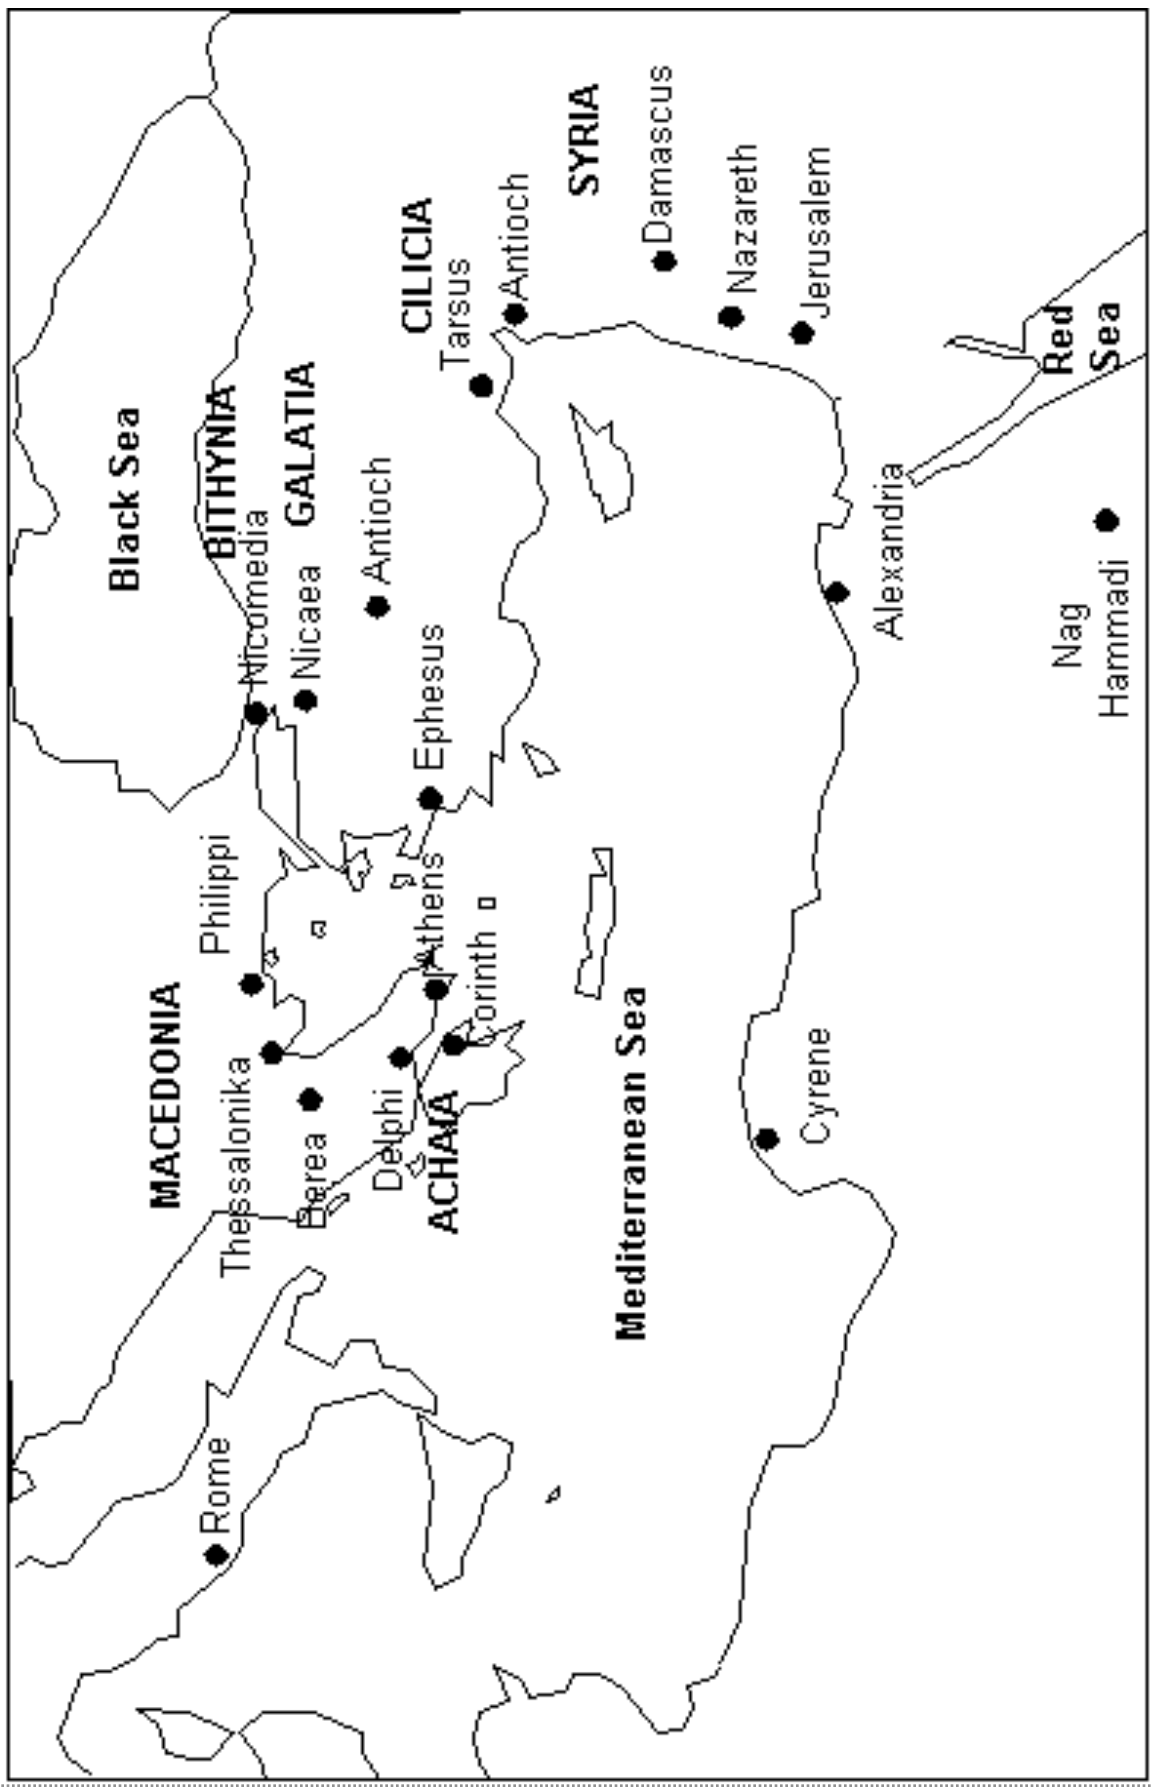 Black Sea
MACEDONIA
Philippi
BITHYNIA
Nicomedia
Rome
Thessalonika
Nicaea
GALATIA
Berea
Antioch
CILICIA
Delphi
Athens
Ephesus
Tarsus
ACHAIA
Corinth
Antioch
SYRIA
Mediterranean Sea
Damascus
Nazareth
Cyrene
Jerusalem
Alexandria
Red
Sea
Nag
Hammadi